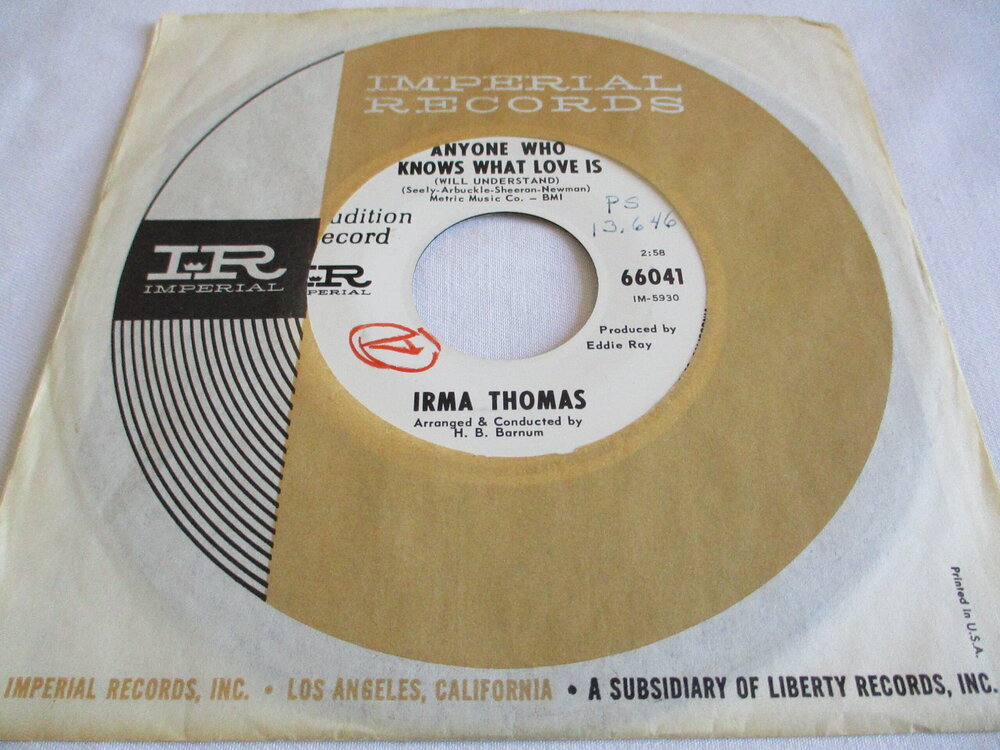 IMPERIAL
RECORDS
ANYONE WHO
KNOWS WHAT LOVE IS
(WILL UNDERSTAND)
(Seely-Arbuckle-Sheeran-Newman)
Metric Music Co. – BMI
udition
ecord
PS
13,646
IR
IMPERIAL
IR
PERIAL
2:58
66041
IM-5930
Produced by
Eddie Ray
IRMA THOMAS
Arranged & Conducted by
H. B. Barnum
Printed in U.S.A.
IMPERIAL RECORDS, INC. • LOS ANGELES, CALIFORNIA • A SUBSIDIARY OF LIBERTY RECORDS, INC.